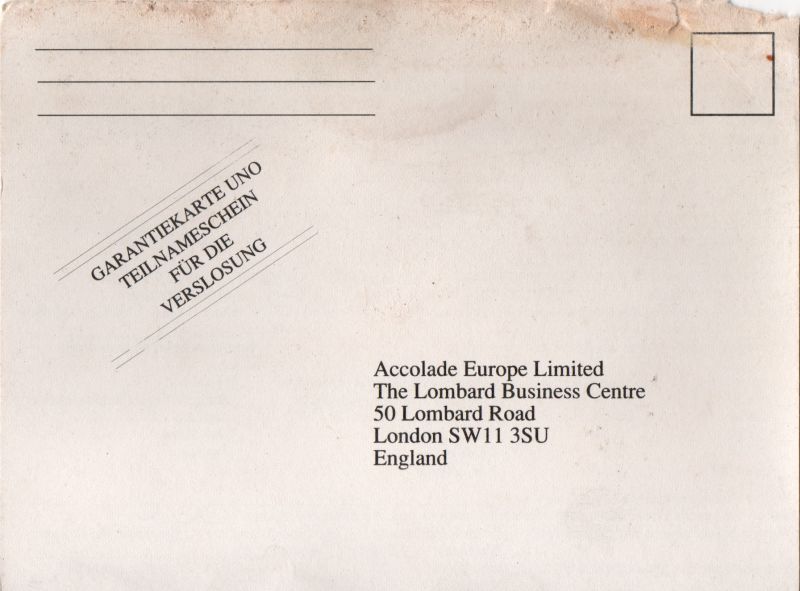 GARANTIEKARTE UNO
TEILNAMESCHEIN
FÜR DIE
VERSLOSUNG
Accolade Europe Limited
The Lombard Business Centre
50 Lombard Road
London SW11 3SU
England